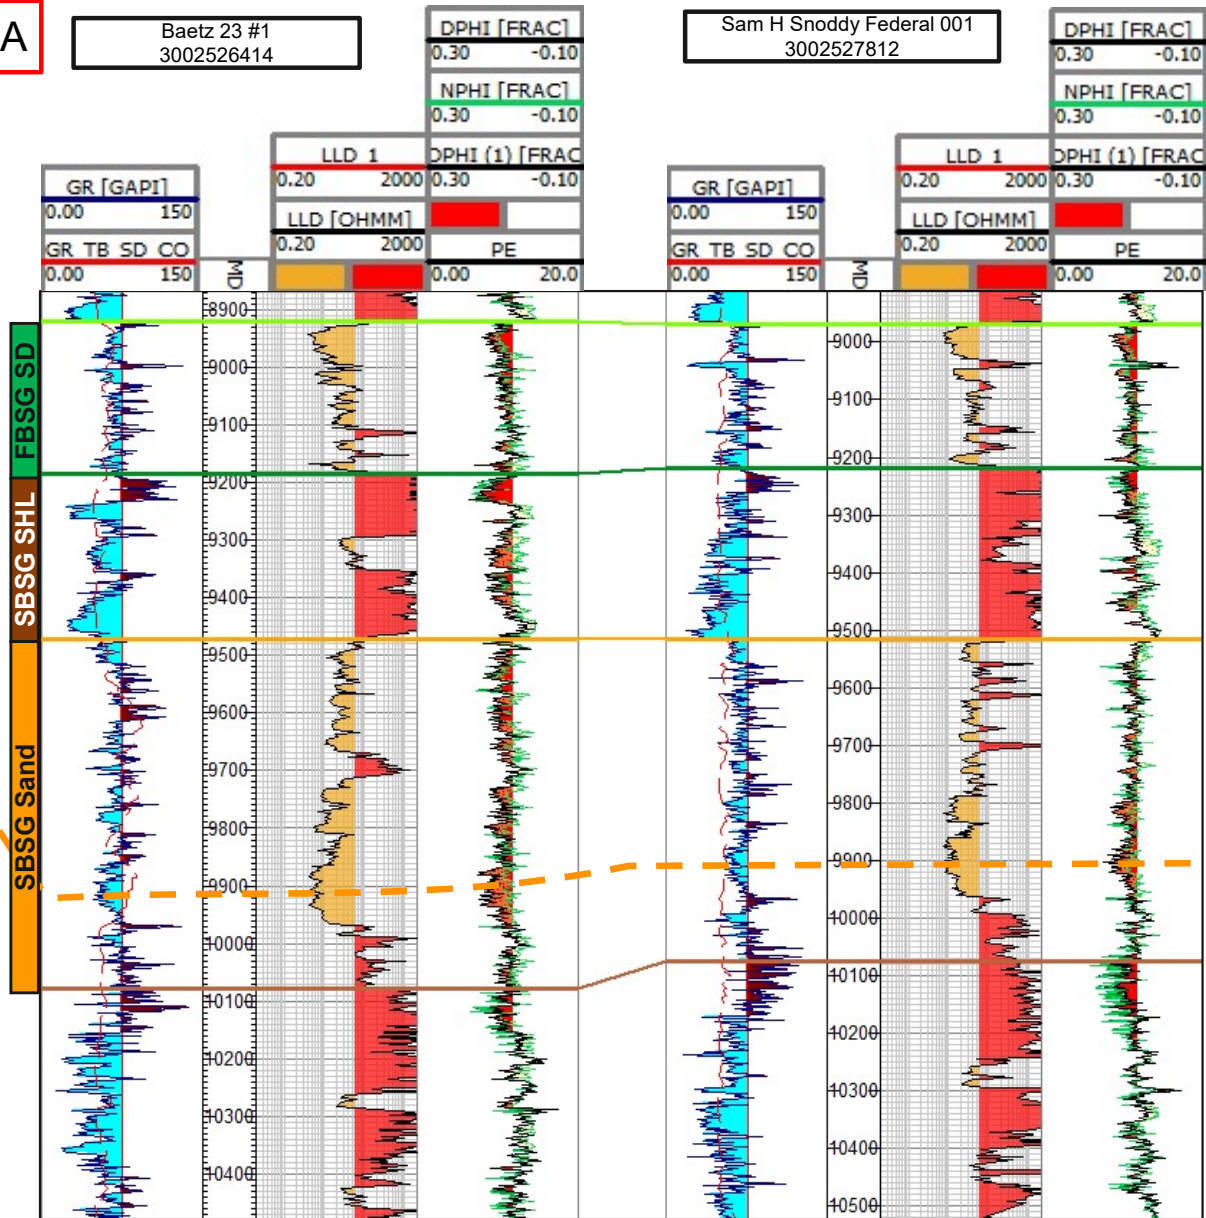 A
Baetz 23 #1
3002526414
Sam H Snoddy Federal 001
3002527812
DPHI [FRAC]
0.30 -0.10
NPHI [FRAC]
0.30 -0.10
LLD 1
0.20 2000
DPHI (1) [FRAC
0.30 -0.10
GR [GAPI]
0.00 150
LLD [OHMM]
0.20 2000
GR TB SD CO
0.00 150
MD
PE
0.00 20.0
DPHI [FRAC]
0.30 -0.10
NPHI [FRAC]
0.30 -0.10
LLD 1
0.20 2000
DPHI (1) [FRAC
0.30 -0.10
GR [GAPI]
0.00 150
LLD [OHMM]
0.20 2000
GR TB SD CO
0.00 150
MD
PE
0.00 20.0
FBSG SD
SBSG SHL
SBSG Sand
8900
9000
9100
9200
9300
9400
9500
9600
9700
9800
9900
10000
10100
10200
10300
10400
9000
9100
9200
9300
9400
9500
9600
9700
9800
9900
10000
10100
10200
10300
10400
10500